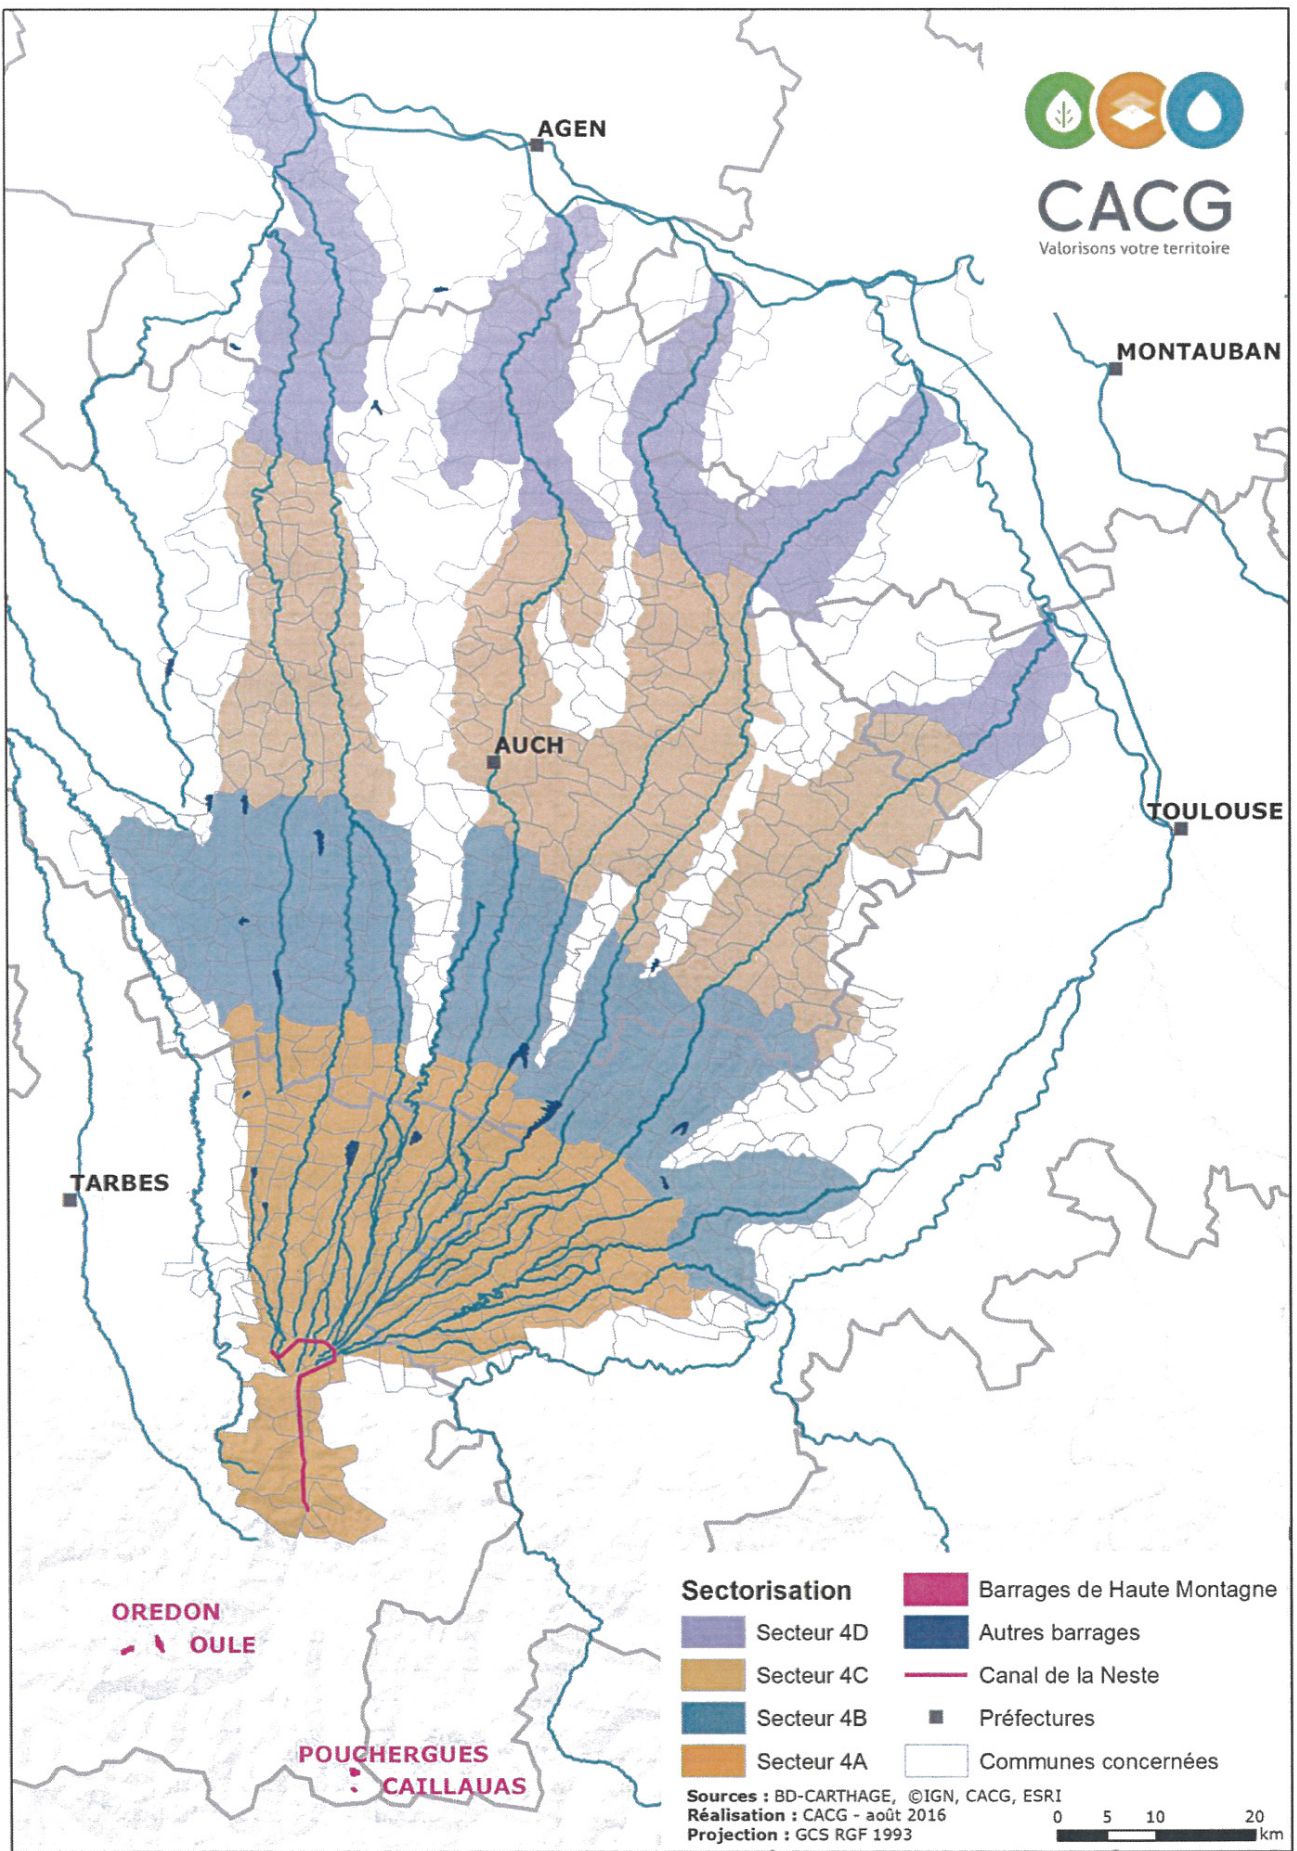 AGEN
CACG
Valorisons votre territoire
MONTAUBAN
AUCH
TOULOUSE
TARBES
OREDON
OULE
POUCHERGUES
CAILLAUAS
Sectorisation
Secteur 4D
Secteur 4C
Secteur 4B
Secteur 4A
Barrages de Haute Montagne
Autres barrages
Canal de la Neste
Préfectures
Communes concernées
Sources : BD-CARTHAGE, ©IGN, CACG, ESRI
Réalisation : CACG - août 2016
Projection : GCS RGF 1993
0 5 10 20
km